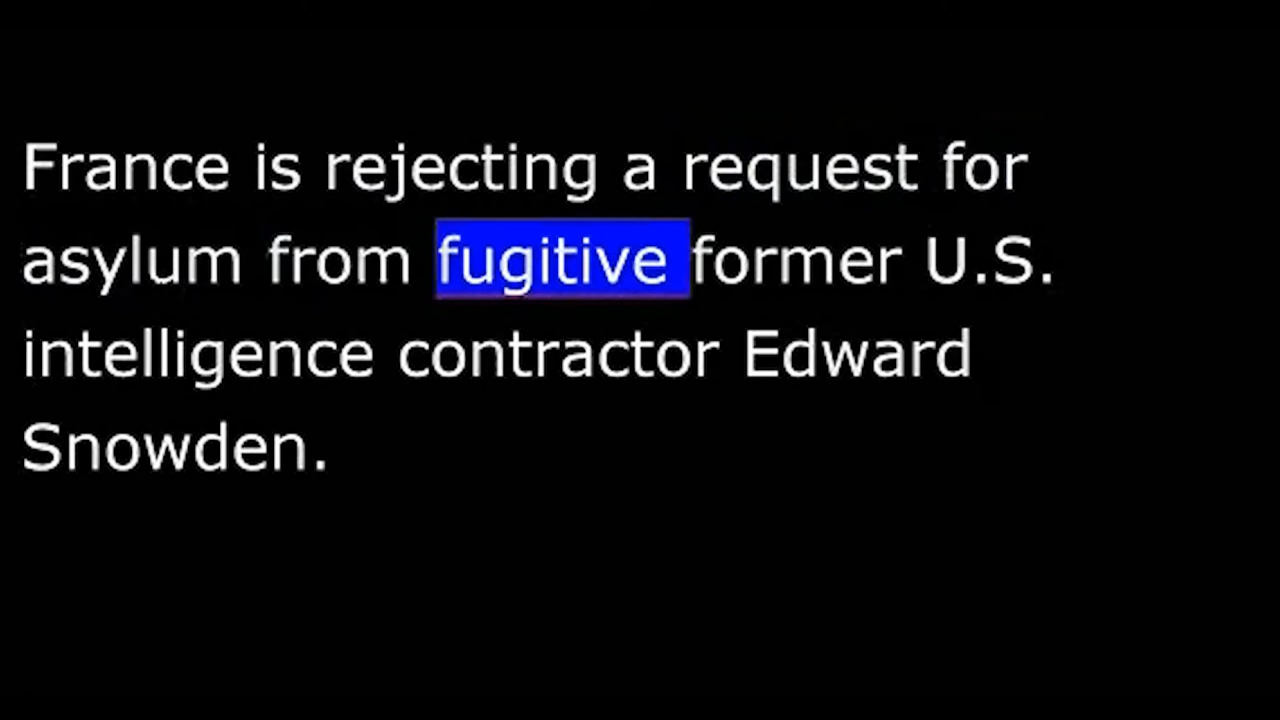 France is rejecting a request for
asylum from fugitive former U.S.
intelligence contractor Edward
Snowden.